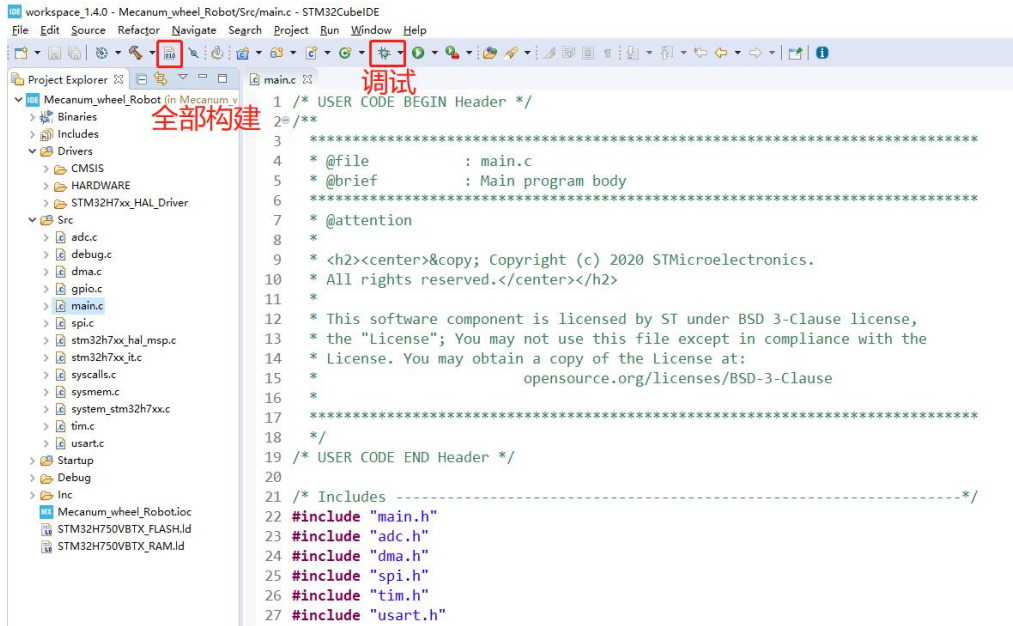 workspace_1.4.0 - Mecanum_wheel_Robot/Src/main.c - STM32CubeIDE
File Edit Source Refactor Navigate Search Project Run Window Help
Project Explorer
main.c
调试
全部构建
Mecanum_wheel_Robot (in Mecanum_w
Binaries
Includes
Drivers
CMSIS
HARDWARE
STM32H7xx_HAL_Driver
Src
adc.c
debug.c
dma.c
gpio.c
main.c
spi.c
stm32h7xx_hal_msp.c
stm32h7xx_it.c
syscalls.c
sysmem.c
system_stm32h7xx.c
tim.c
usart.c
Startup
Debug
Inc
Mecanum_wheel_Robot.ioc
STM32H750VBTX_FLASH.ld
STM32H750VBTX_RAM.ld
1 /* USER CODE BEGIN Header */
2 /**
3 ******************************************************************************
4 * @file : main.c
5 * @brief : Main program body
6 ******************************************************************************
7 * @attention
8 *
9 * <h2><center>&copy; Copyright (c) 2020 STMicroelectronics.
10 * All rights reserved.</center></h2>
11 *
12 * This software component is licensed by ST under BSD 3-Clause license,
13 * the "License"; You may not use this file except in compliance with the
14 * License. You may obtain a copy of the License at:
15 * opensource.org/licenses/BSD-3-Clause
16 *
17 ******************************************************************************
18 */
19 /* USER CODE END Header */
20
21 /* Includes ------------------------------------------------------------------*/
22 #include "main.h"
23 #include "adc.h"
24 #include "dma.h"
25 #include "spi.h"
26 #include "tim.h"
27 #include "usart.h"